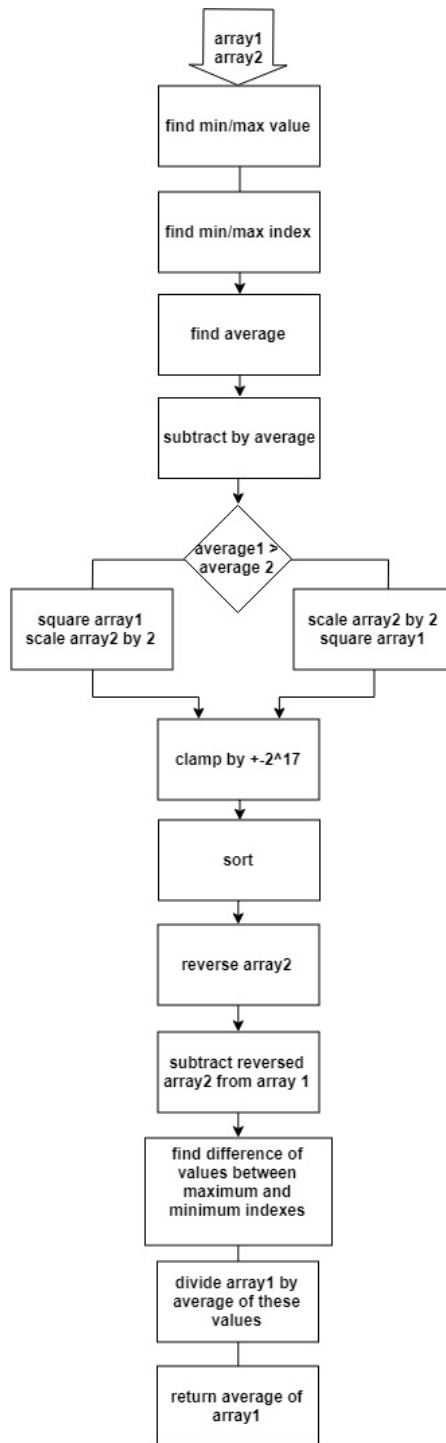 array1
array2
find min/max value
find min/max index
find average
subtract by average
average1 >
average 2
square array1
scale array2 by 2
scale array2 by 2
square array1
clamp by +-2^17
sort
reverse array2
subtract reversed
array2 from array 1
find difference of
values between
maximum and
minimum indexes
divide array1 by
average of these
values
return average of
array1